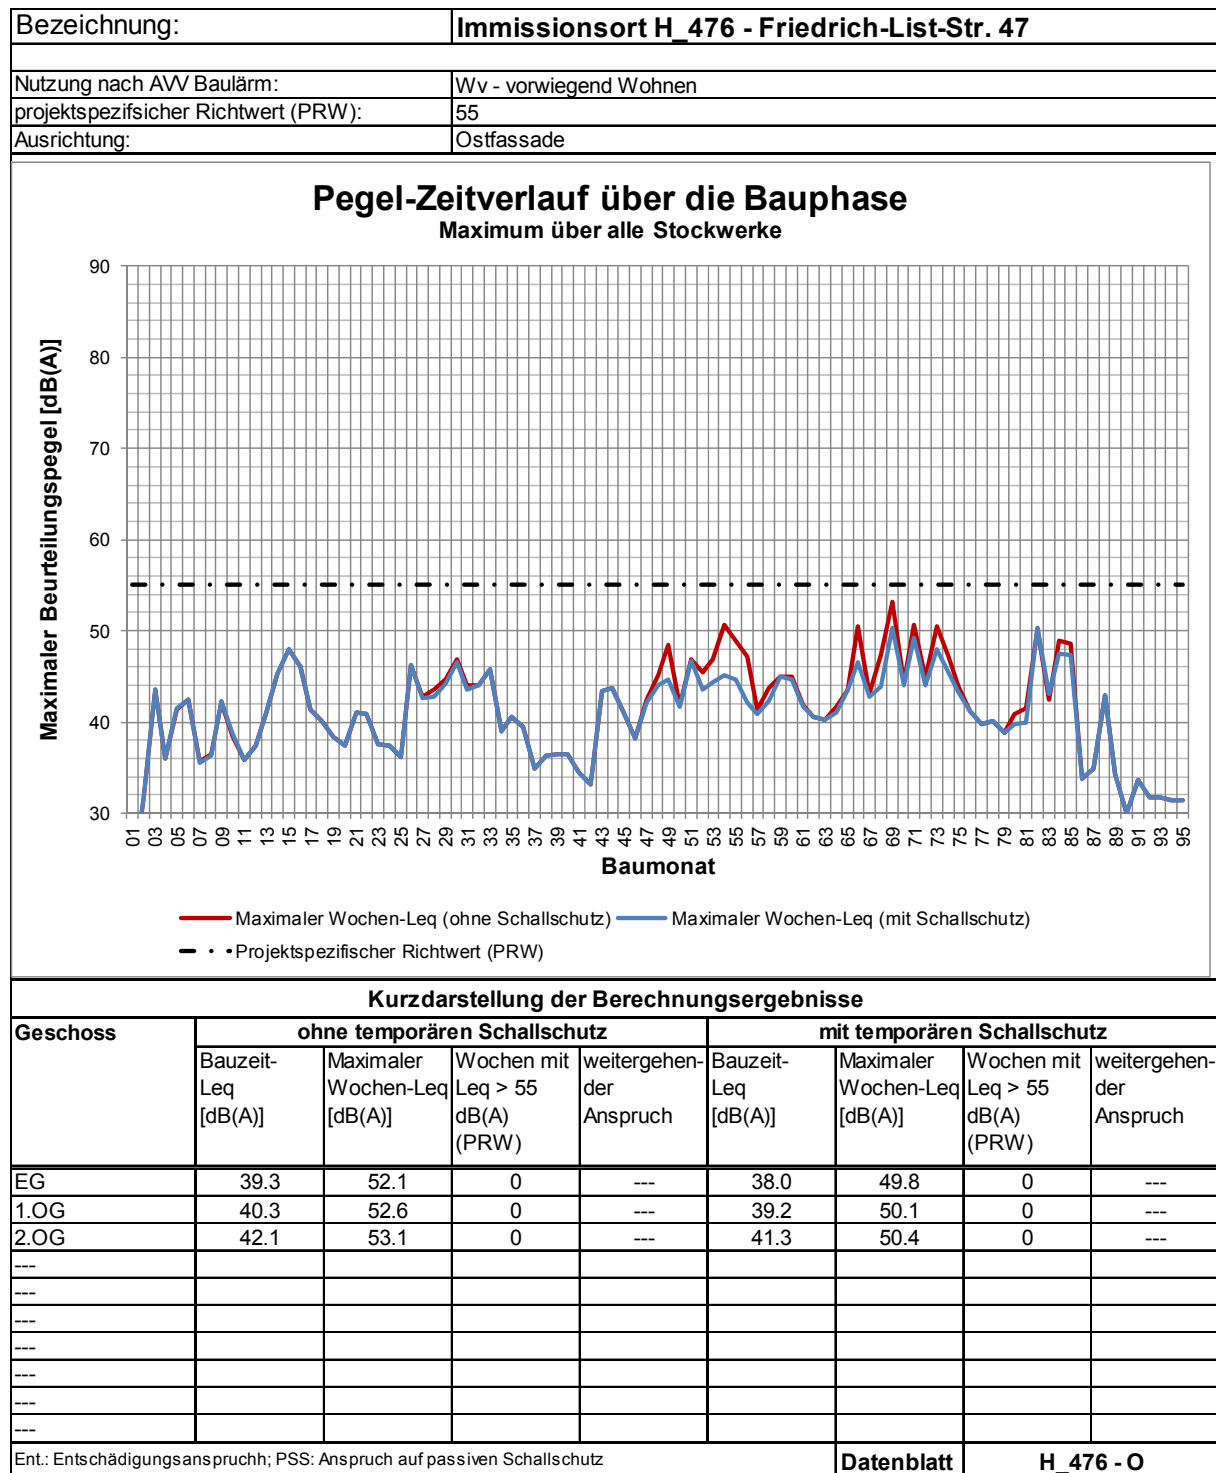 Bezeichnung: Immissionsort H_476 - Friedrich-List-Str. 47
Nutzung nach AVV Baulärm: Wv - vorwiegend Wohnen
projektspezifsicher Richtwert (PRW): 55
Ausrichtung: Ostfassade
Pegel-Zeitverlauf über die Bauphase
Maximum über alle Stockwerke
Maximaler Beurteilungspegel [dB(A)]
90
80
70
60
50
40
30
01 03 05 07 09 11 13 15 17 19 21 23 25 27 29 31 33 35 37 39 41 43 45 47 49 51 53 55 57 59 61 63 65 67 69 71 73 75 77 79 81 83 85 87 89 91 93 95
Baumonat
Maximaler Wochen-Leq (ohne Schallschutz) Maximaler Wochen-Leq (mit Schallschutz)
Projektspezifischer Richtwert (PRW)
Kurzdarstellung der Berechnungsergebnisse
Geschoss ohne temporären Schallschutz mit temporären Schallschutz
Bauzeit- Maximaler Wochen mit weitergehen- Bauzeit- Maximaler Wochen mit weitergehen-
Leq Wochen-Leq Leq > 55 der Leq Wochen-Leq Leq > 55 der
[dB(A)] [dB(A)] dB(A) Anspruch [dB(A)] [dB(A)] dB(A) Anspruch
(PRW) (PRW)
EG 39.3 52.1 0 --- 38.0 49.8 0 ---
1.OG 40.3 52.6 0 --- 39.2 50.1 0 ---
2.OG 42.1 53.1 0 --- 41.3 50.4 0 ---
---
---
---
---
---
---
---
Ent.: Entschädigungsanspruchh; PSS: Anspruch auf passiven Schallschutz Datenblatt H_476 - O